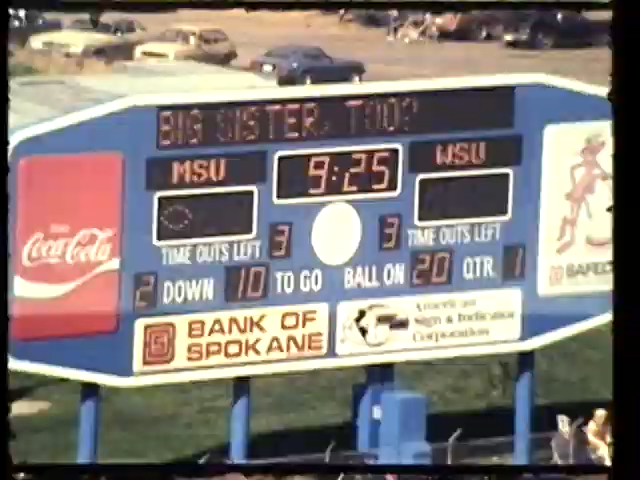 BIG SISTER, TOO?
MSU
9:25
WSU
TIME OUTS LEFT 3
3 TIME OUTS LEFT
2 DOWN 10 TO GO BALL ON 20 QTR. 1
Coca-Cola
BANK OF
SPOKANE
American
Sign & Indicator
Corporation
SAFECO